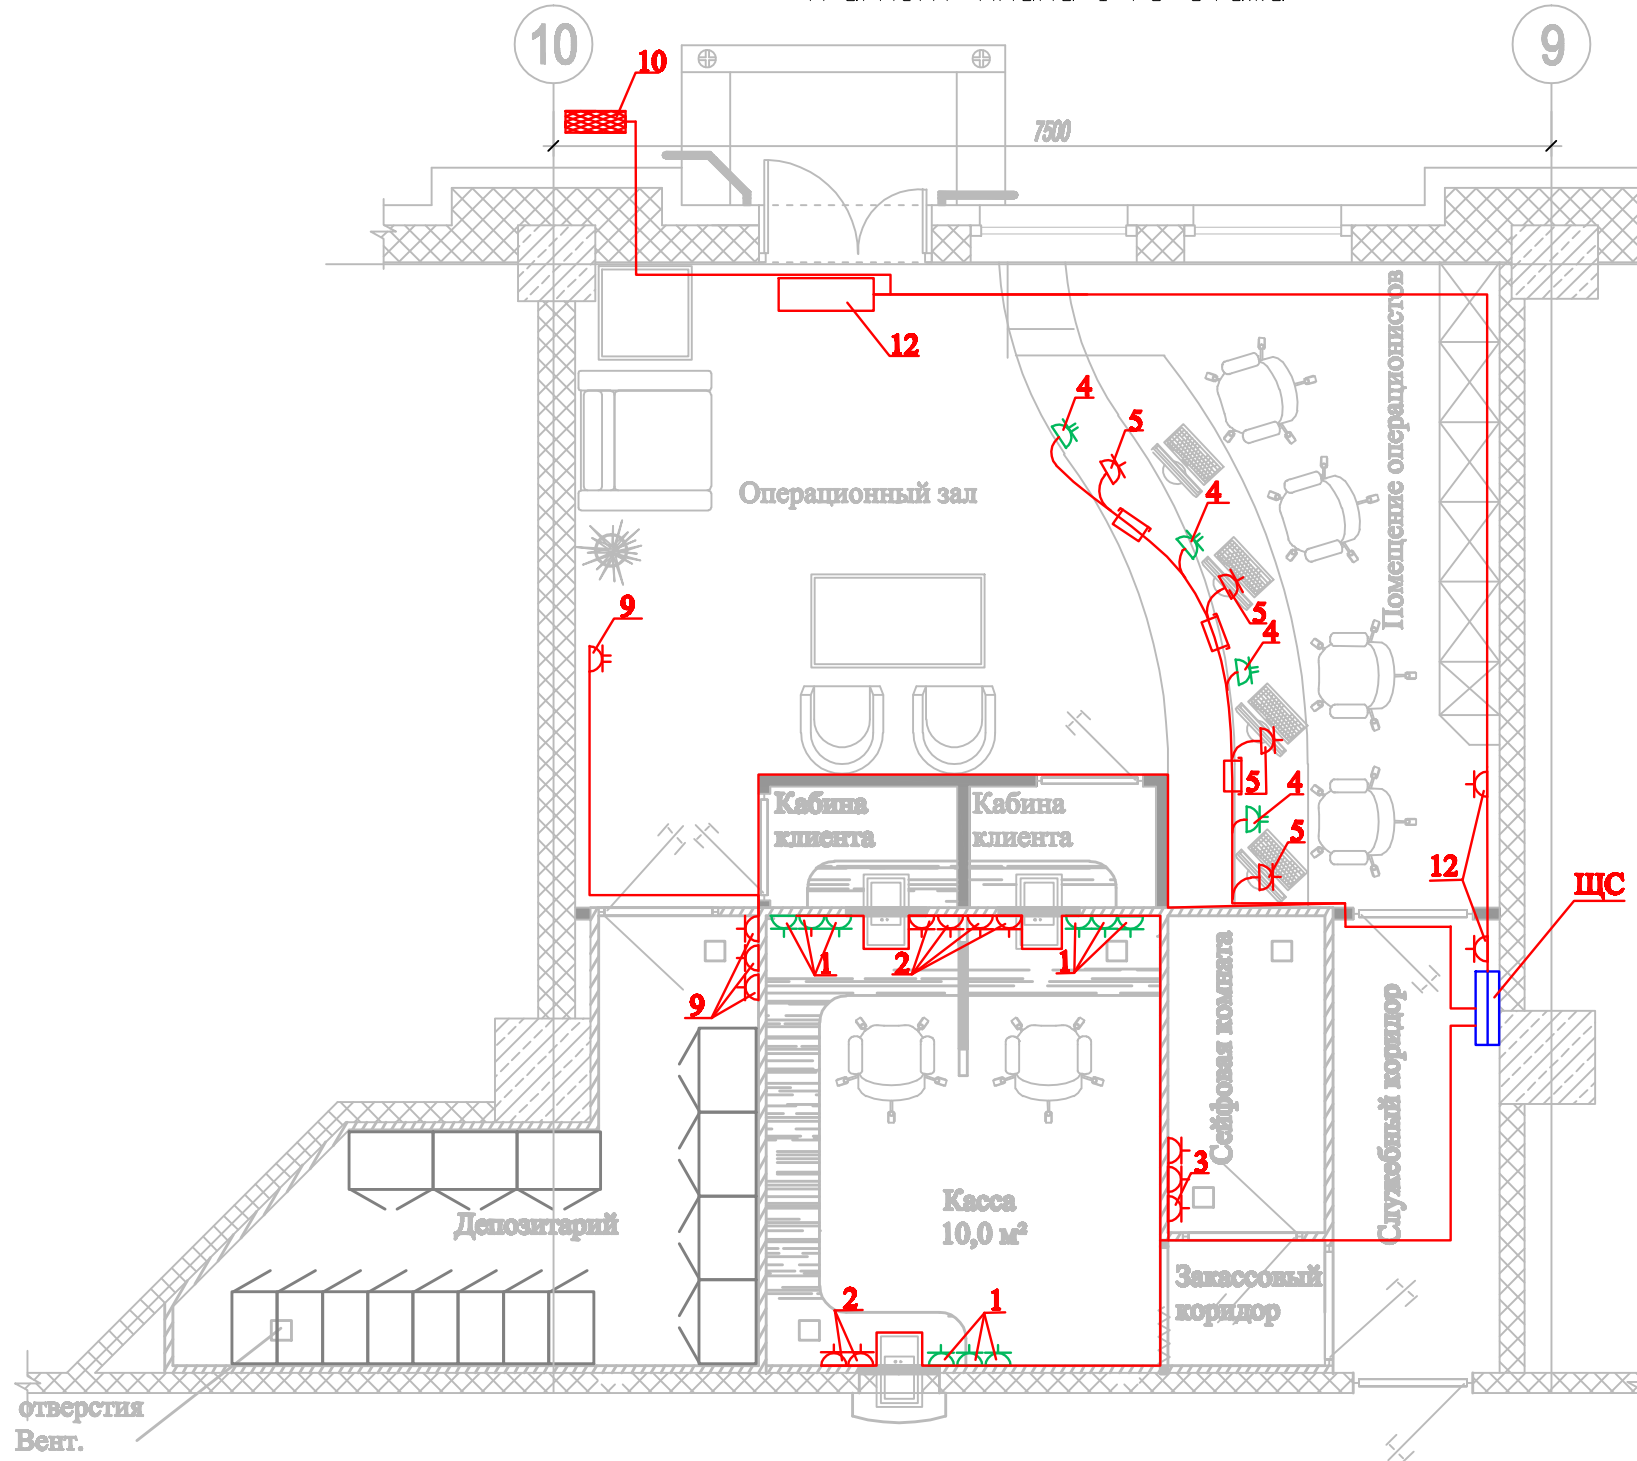 10
9
10
7500
12
4
5
Помещение операционистов
Операционный зал
4
9
5
4
5
4
Кабина
клиента
Кабина
клиента
5
12
ЩС
1
2
1
9
Сейфовая комната
Служебный коридор
3
Касса
10,0 м²
Депозитарий
Закассовый
коридор
2
1
отверстия
Вент.